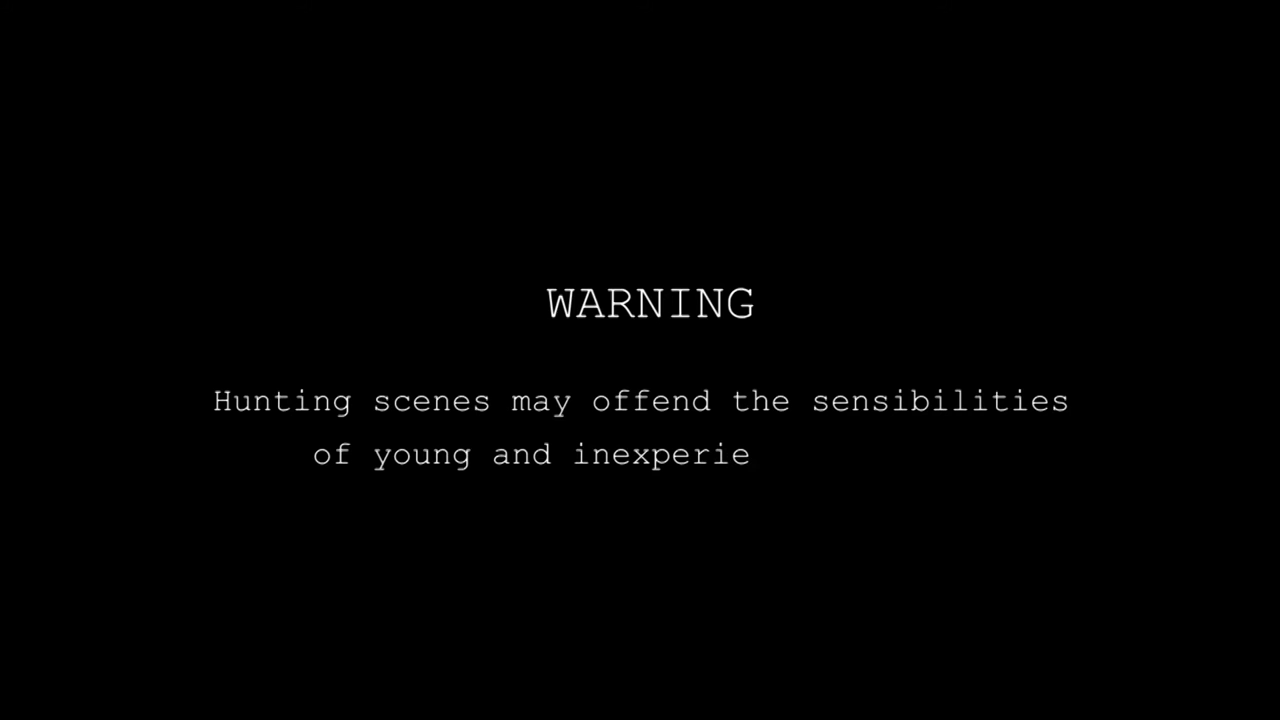 WARNING
Hunting scenes may offend the sensibilities
of young and inexperie